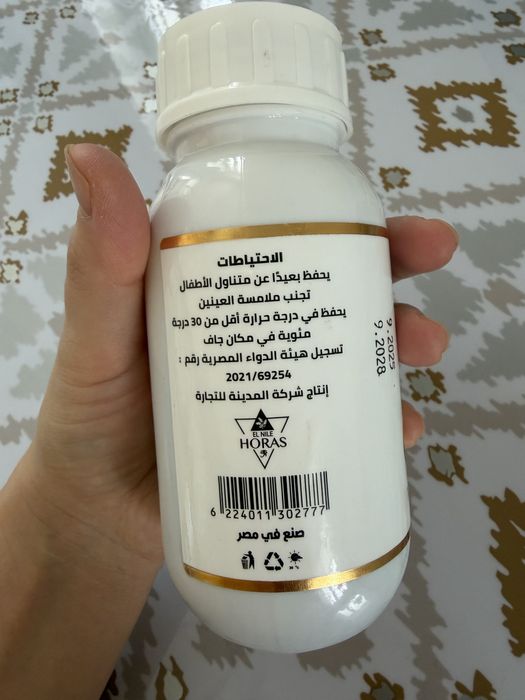 الاحتياطات
يحفظ بعيدًا عن متناول الأطفال
تجنب ملامسة العينين
يحفظ في درجة حرارة أقل من 30 درجة
مئوية في مكان جاف
تسجيل هيئة الدواء المصرية رقم :
2021/69254
إنتاج شركة المدينة للتجارة
EL NILE
HORAS
6 224011 302777
صنع في مصر
9.2025
9.2028